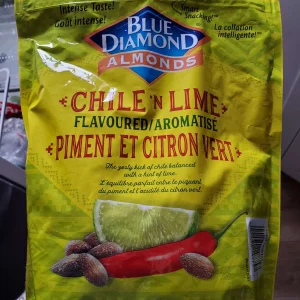 Intense Taste!
Goût intense!
Smart
Snacking!™
La collation
intelligente!™
BLUE
DIAMOND
ALMONDS
CHILE 'N LIME
FLAVOURED/AROMATISÉ
PIMENT ET CITRON VERT
The zesty kick of chile balanced
with a hint of lime.
L'équilibre parfait entre le piquant
du piment et l'acidité du citron vert.